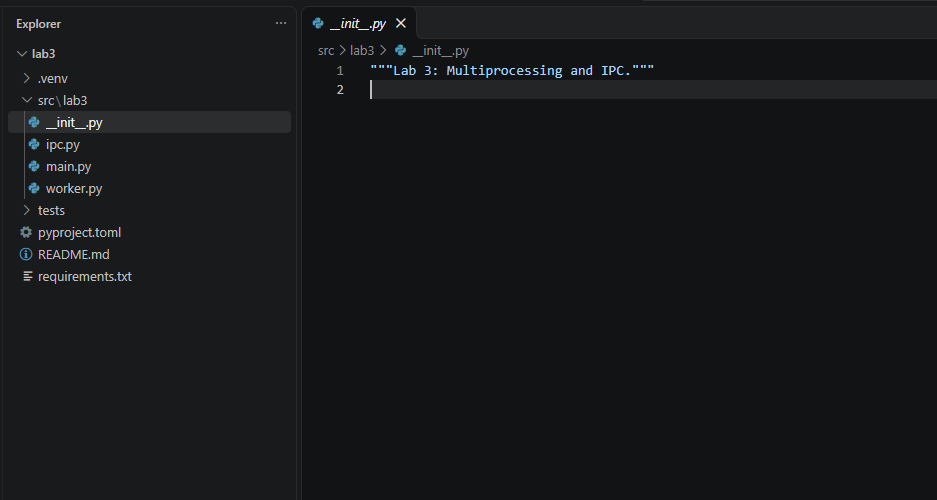 Explorer ···
lab3
.venv
src\lab3
__init__.py
ipc.py
main.py
worker.py
tests
pyproject.toml
README.md
requirements.txt
__init__.py
src > lab3 > __init__.py
1 """Lab 3: Multiprocessing and IPC."""
2